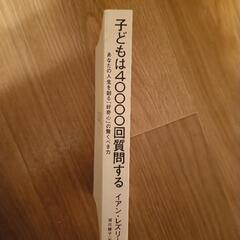 子どもは40000回質問する
あなたの人生を創る「好奇心」の驚くべき力
イアン・レズリー